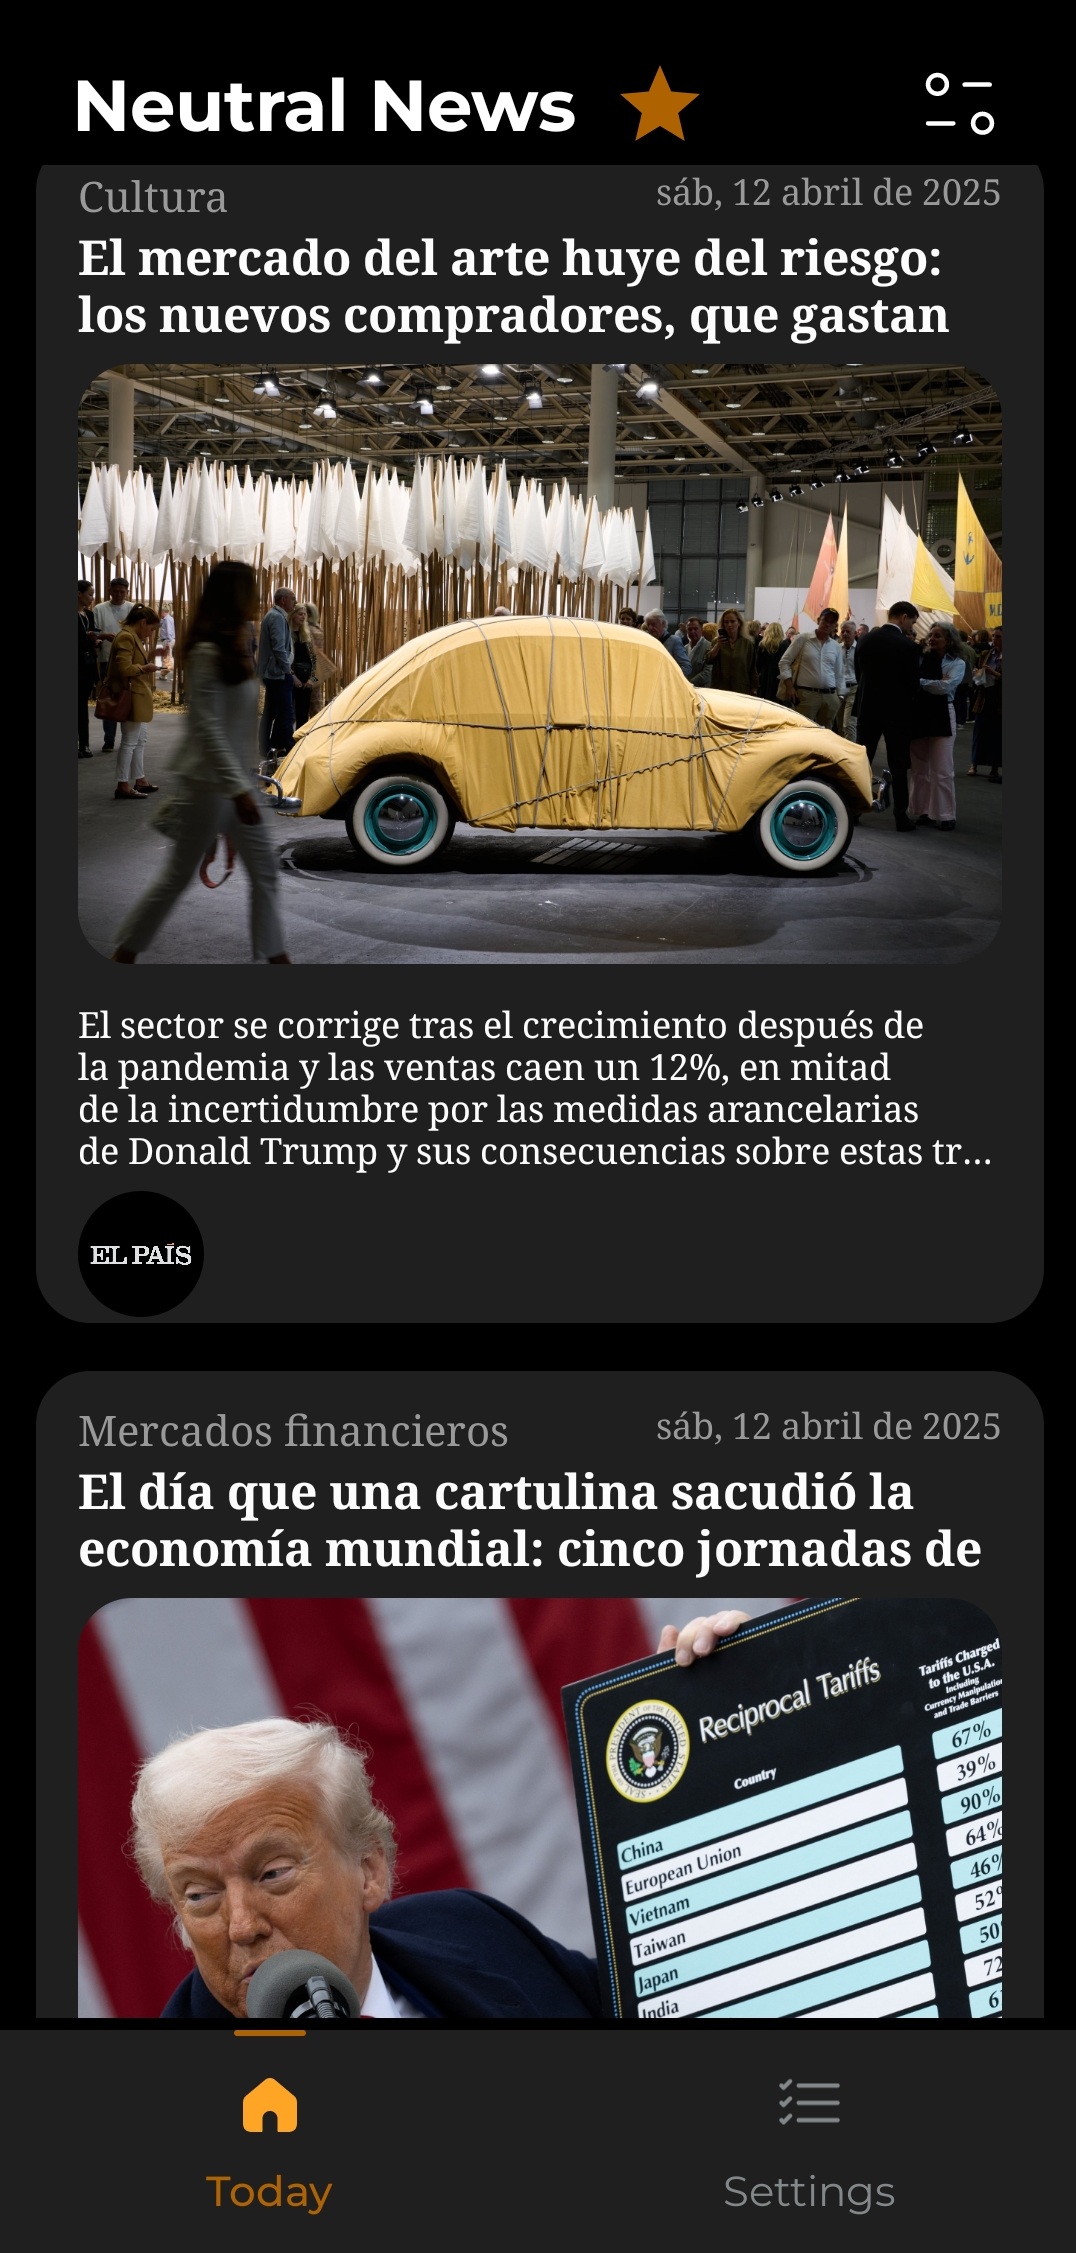 Neutral News
Cultura
sáb, 12 abril de 2025
El mercado del arte huye del riesgo:
los nuevos compradores, que gastan
El sector se corrige tras el crecimiento después de
la pandemia y las ventas caen un 12%, en mitad
de la incertidumbre por las medidas arancelarias
de Donald Trump y sus consecuencias sobre estas tr...
EL PAÍS
Mercados financieros
sáb, 12 abril de 2025
El día que una cartulina sacudió la
economía mundial: cinco jornadas de
Reciprocal Tariffs
Tariffs Charged
to the U.S.A.
Including
Currency Manipulation
and Trade Barriers
Country
China
67%
European Union
39%
Vietnam
90%
Taiwan
64%
Japan
46%
India
52%
50
72
6
Today
Settings